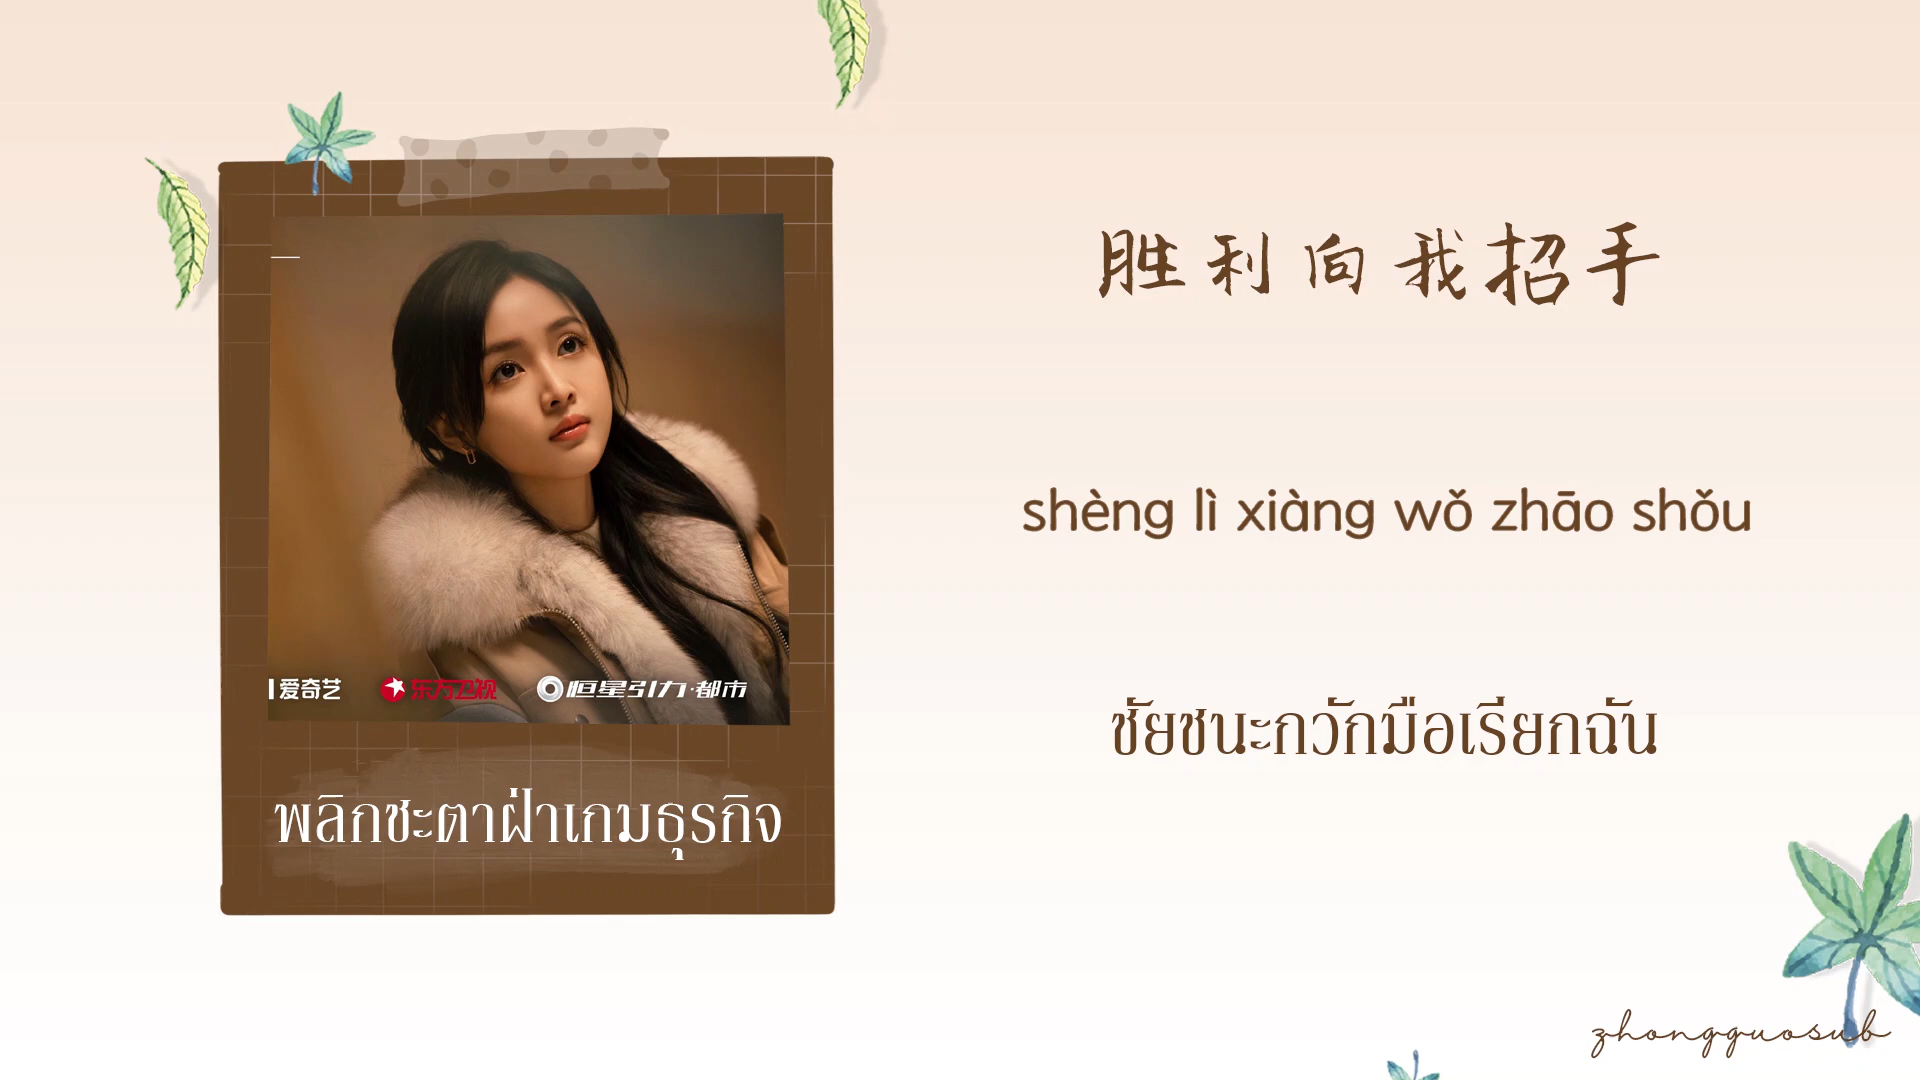 爱奇艺 东方卫视 恒星引力·都市
พลิกชะตาฝ่าเกมธุรกิจ
胜利向我招手
shèng lì xiàng wǒ zhāo shǒu
ชัยชนะกวักมือเรียกฉัน
zhongguosub